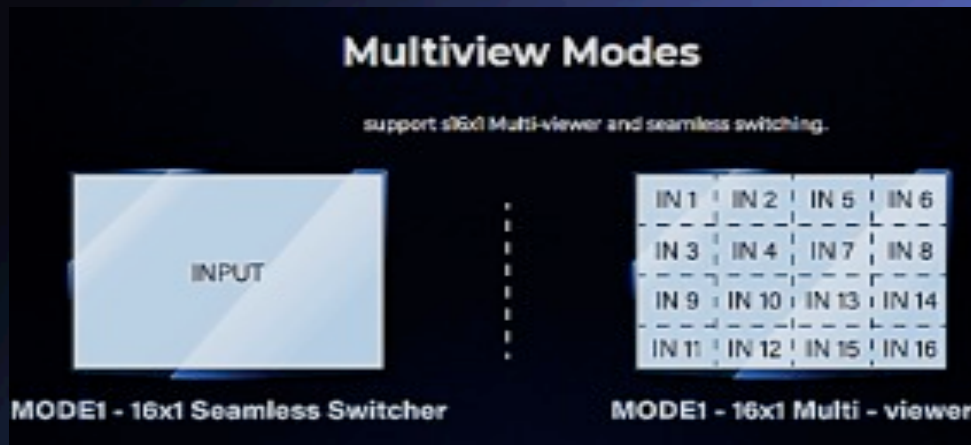 Multiview Modes
support s16x1 Multi-viewer and seamless switching.
INPUT
MODE1 - 16x1 Seamless Switcher
IN 1 IN 2 IN 5 IN 6
IN 3 IN 4 IN 7 IN 8
IN 9 IN 10 IN 13 IN 14
IN 11 IN 12 IN 15 IN 16
MODE1 - 16x1 Multi - viewer